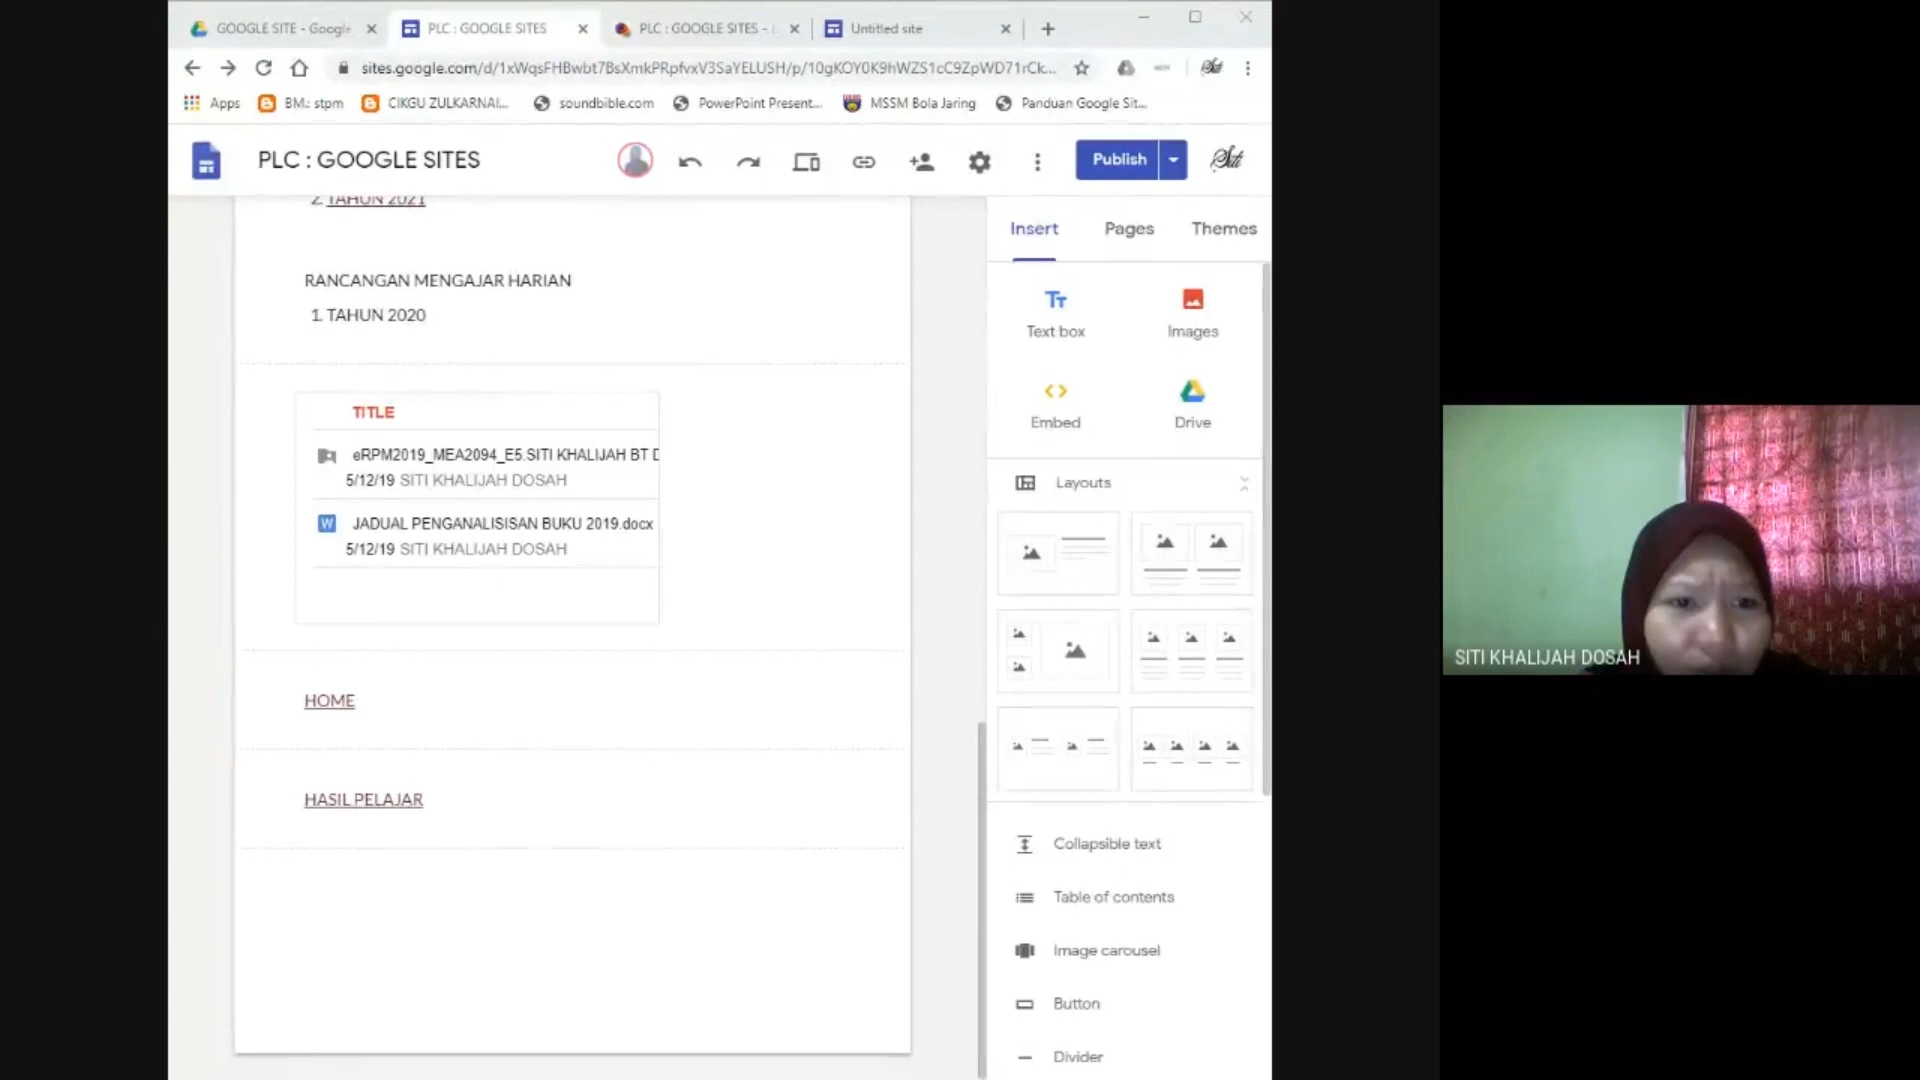 GOOGLE SITE - Google
PLC : GOOGLE SITES
PLC : GOOGLE SITES -
Untitled site
sites.google.com/d/1xWqsFHBwbt7BsXmkPRpfvxV3SaYELUSH/p/10gKOY0K9hWZS1cC9ZpWD71rCk...
Apps
BM.: stpm
CIKGU ZULKARNAI...
soundbible.com
PowerPoint Present...
MSSM Bola Jaring
Panduan Google Sit...
PLC : GOOGLE SITES
Publish
Siti
2. TAHUN 2021
RANCANGAN MENGAJAR HARIAN
1. TAHUN 2020
TITLE
eRPM2019_MEA2094_E5.SITI KHALIJAH BT D
5/12/19 SITI KHALIJAH DOSAH
W
JADUAL PENGANALISISAN BUKU 2019.docx
5/12/19 SITI KHALIJAH DOSAH
HOME
HASIL PELAJAR
Insert
Pages
Themes
Text box
Images
Embed
Drive
Layouts
Collapsible text
Table of contents
Image carousel
Button
Divider
SITI KHALIJAH DOSAH